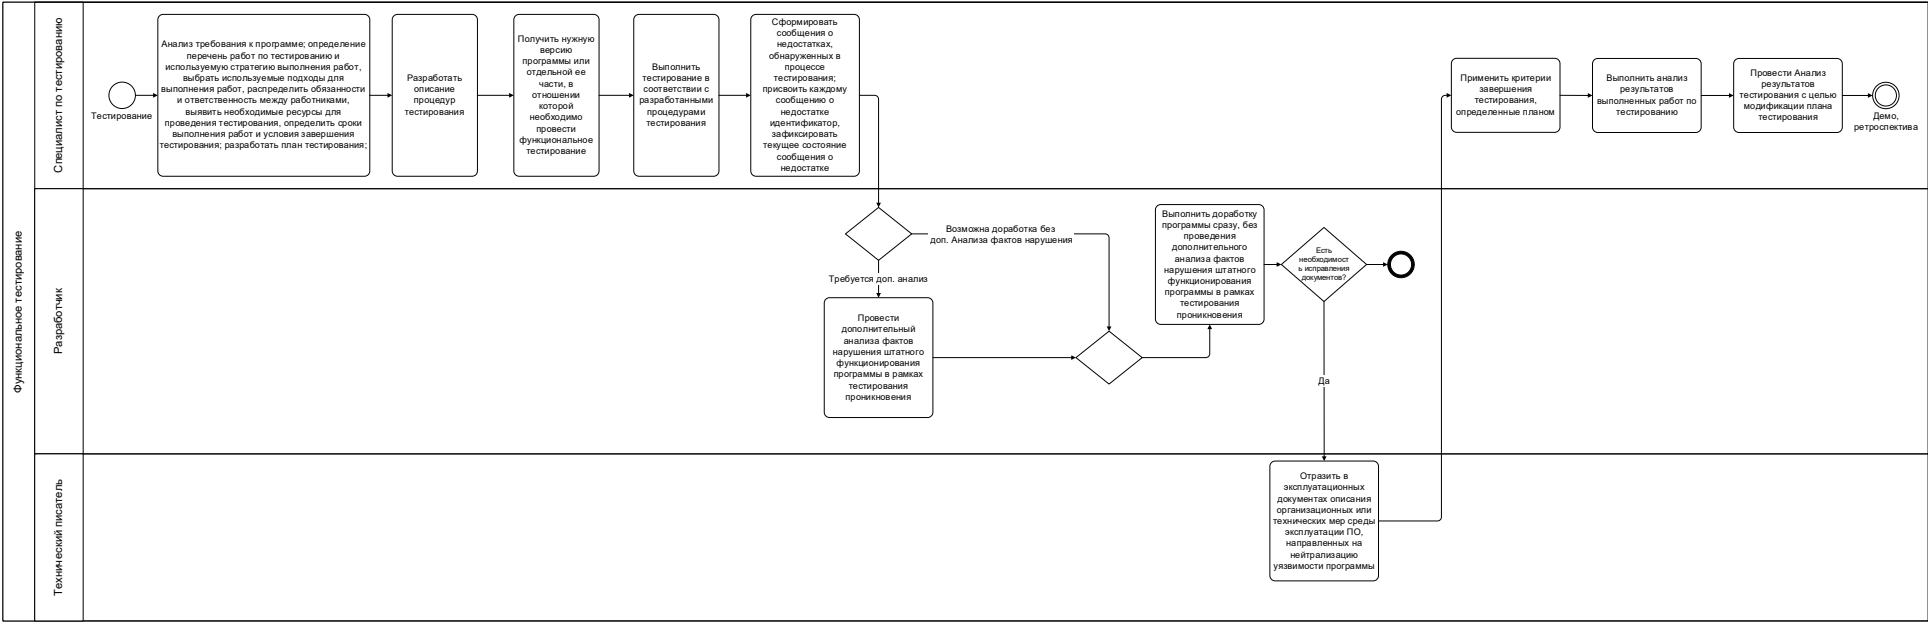 Функциональное тестирование
Специалист по тестированию
Тестирование
Анализ требования к программе; определение
перечень работ по тестированию и
используемую стратегию выполнения работ,
выбрать используемые подходы для
выполнения работ, распределить обязанности
и ответственность между работниками,
выявить необходимые ресурсы для
проведения тестирования, определить сроки
выполнения работ и условия завершения
тестирования; разработать план тестирования;
Разработать
описание
процедур
тестирования
Получить нужную
версию
программы или
отдельной ее
части, в
отношении
которой
необходимо
провести
функциональное
тестирование
Выполнить
тестирование в
соответствии с
разработанными
процедурами
тестирования
Сформировать
сообщения о
недостатках,
обнаруженных в
процессе
тестирования;
присвоить каждому
сообщению о
недостатке
идентификатор,
зафиксировать
текущее состояние
сообщения о
недостатке
Применить критерии
завершения
тестирования,
определенные планом
Выполнить анализ
результатов
выполненных работ по
тестированию
Провести Анализ
результатов
тестирования с целью
модификации плана
тестирования
Демо,
ретроспектива
Разработчик
Возможна доработка без
доп. Анализа фактов нарушения
Требуется доп. анализ
Провести
дополнительный
анализа фактов
нарушения штатного
функционирования
программы в рамках
тестирования
проникновения
Выполнить доработку
программы сразу, без
проведения
дополнительного
анализа фактов
нарушения штатного
функционирования
программы в рамках
тестирования
проникновения
Есть
необходимост
ь исправления
документов?
Да
Технический писатель
Отразить в
эксплуатационных
документах описания
организационных или
технических мер среды
эксплуатации ПО,
направленных на
нейтрализацию
уязвимости программы